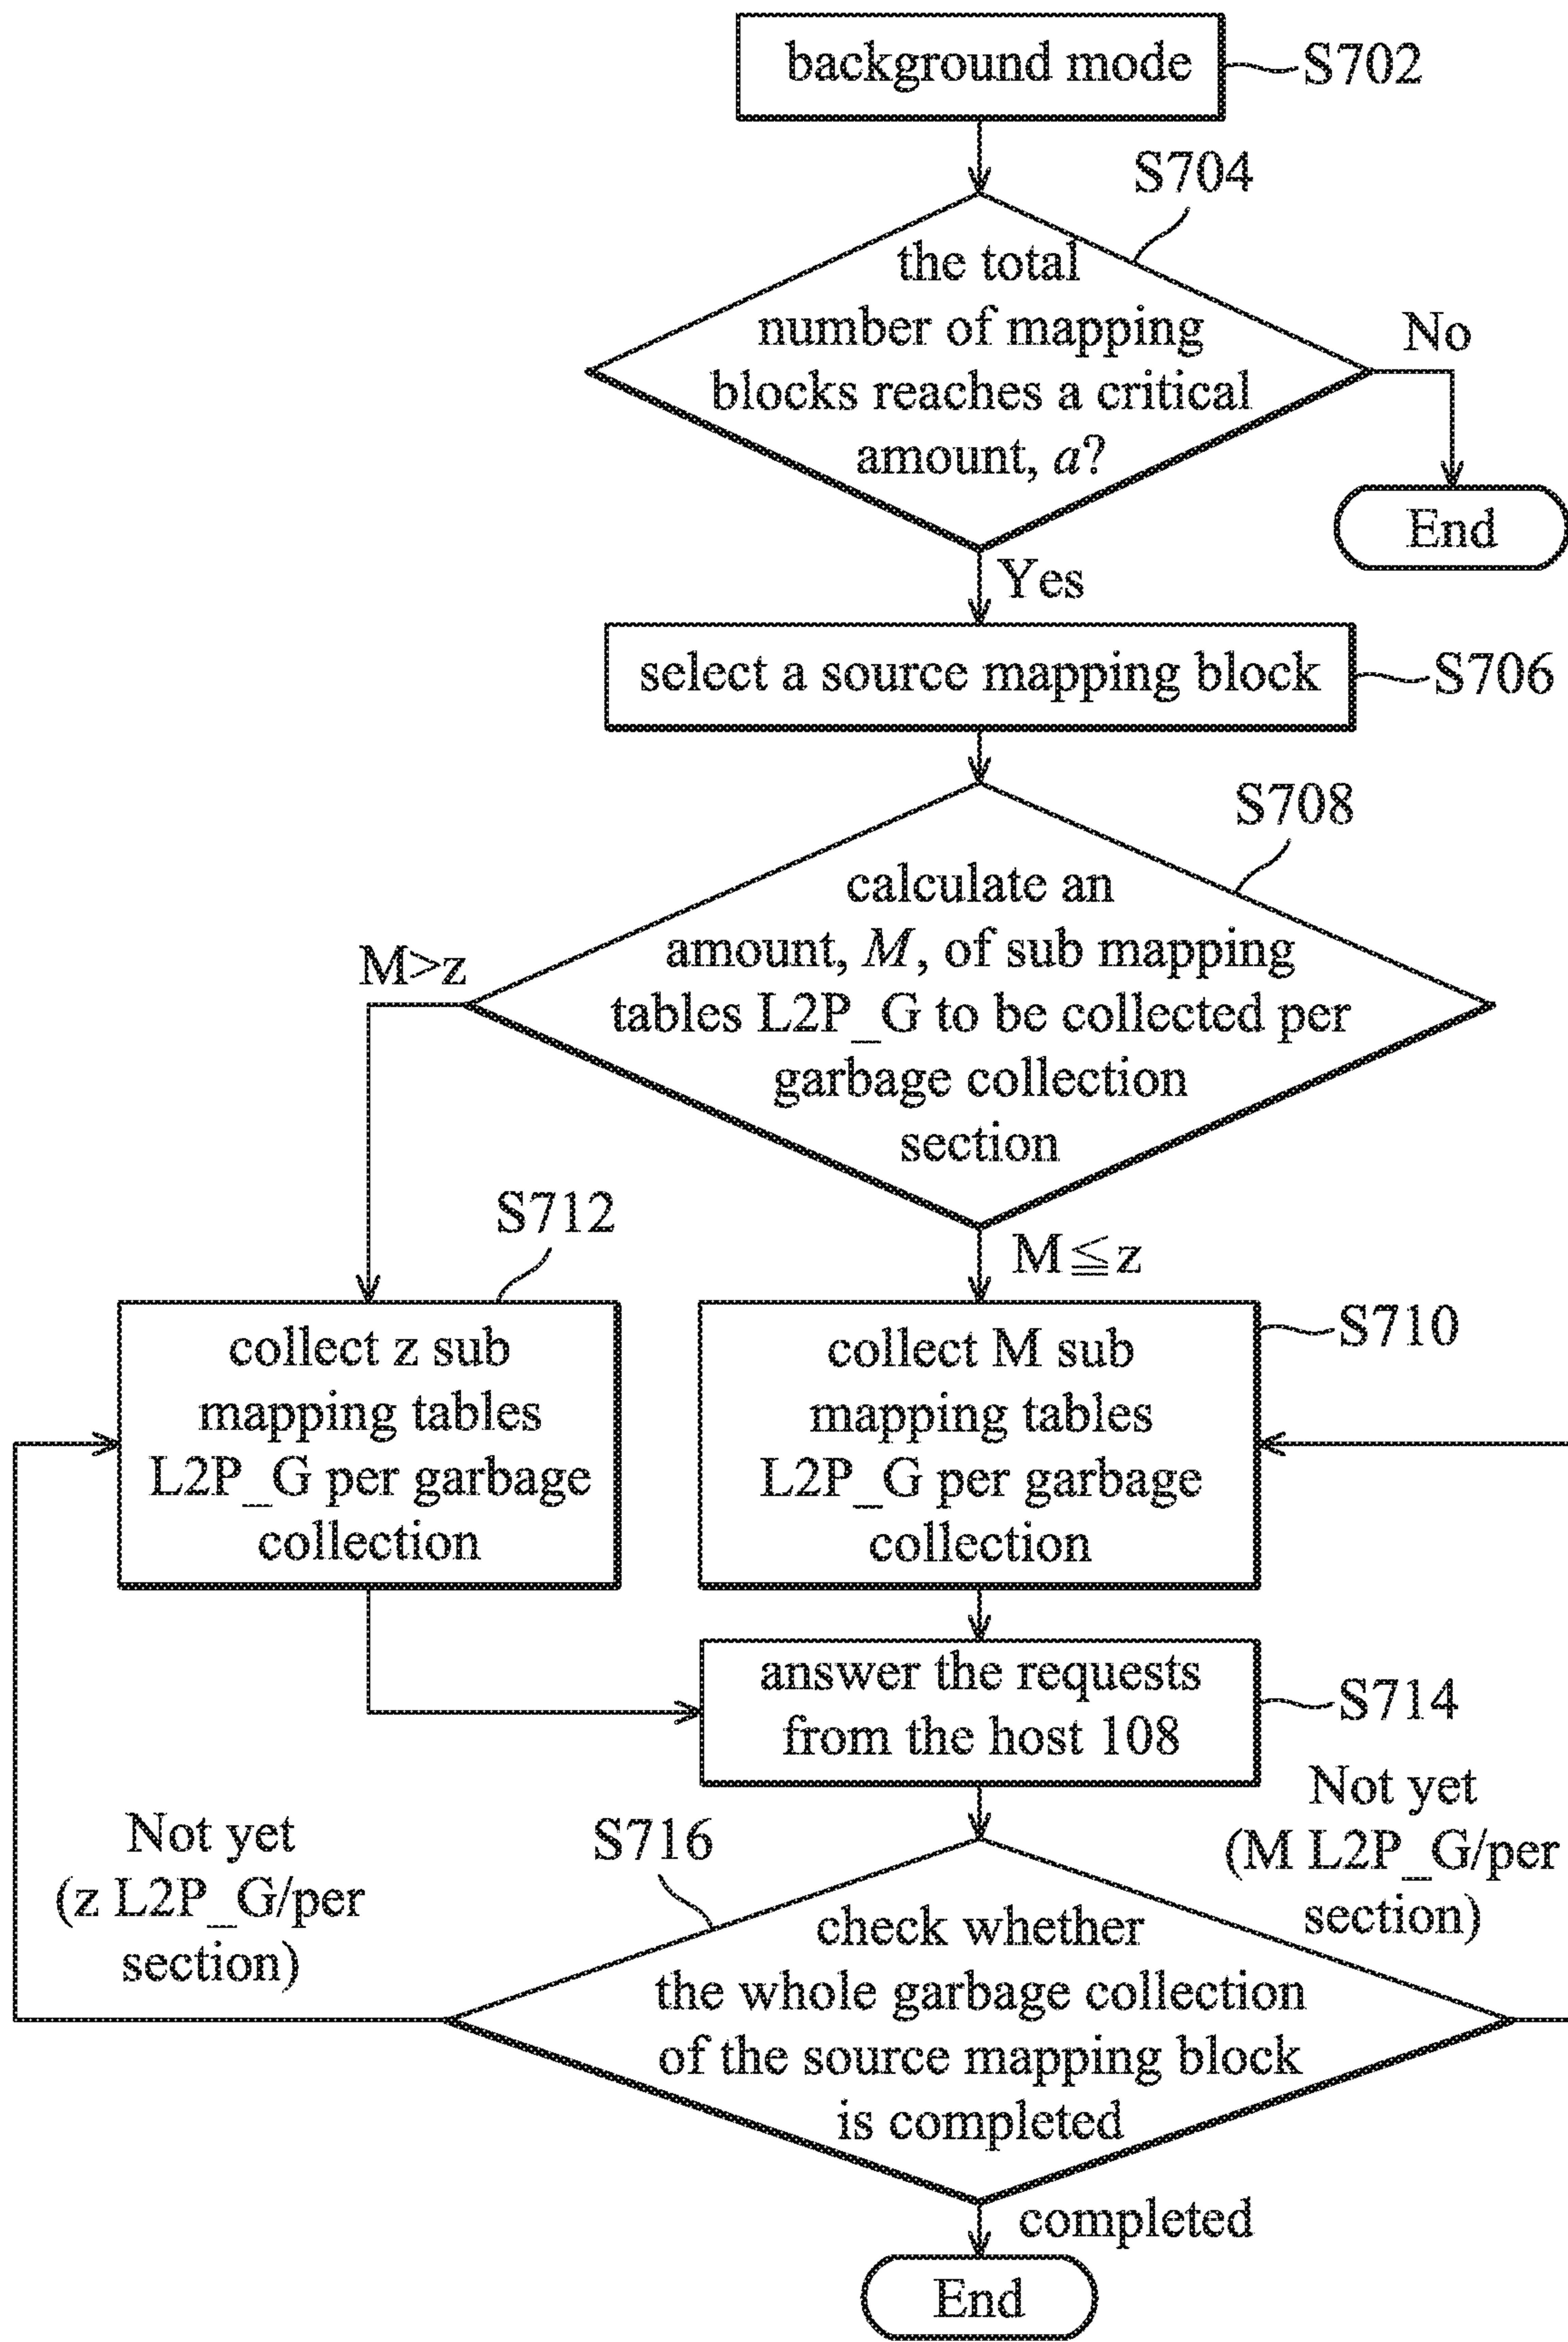 background mode
S702
S704
the total
number of mapping
blocks reaches a critical
amount, a?
No
End
Yes
select a source mapping block
S706
S708
calculate an
amount, M, of sub mapping
tables L2P_G to be collected per
garbage collection
section
M>z
M≦z
S712
collect z sub
mapping tables
L2P_G per garbage
collection
S710
collect M sub
mapping tables
L2P_G per garbage
collection
answer the requests
from the host 108
S714
Not yet
(z L2P_G/per
section)
S716
Not yet
(M L2P_G/per
section)
check whether
the whole garbage collection
of the source mapping block
is completed
completed
End